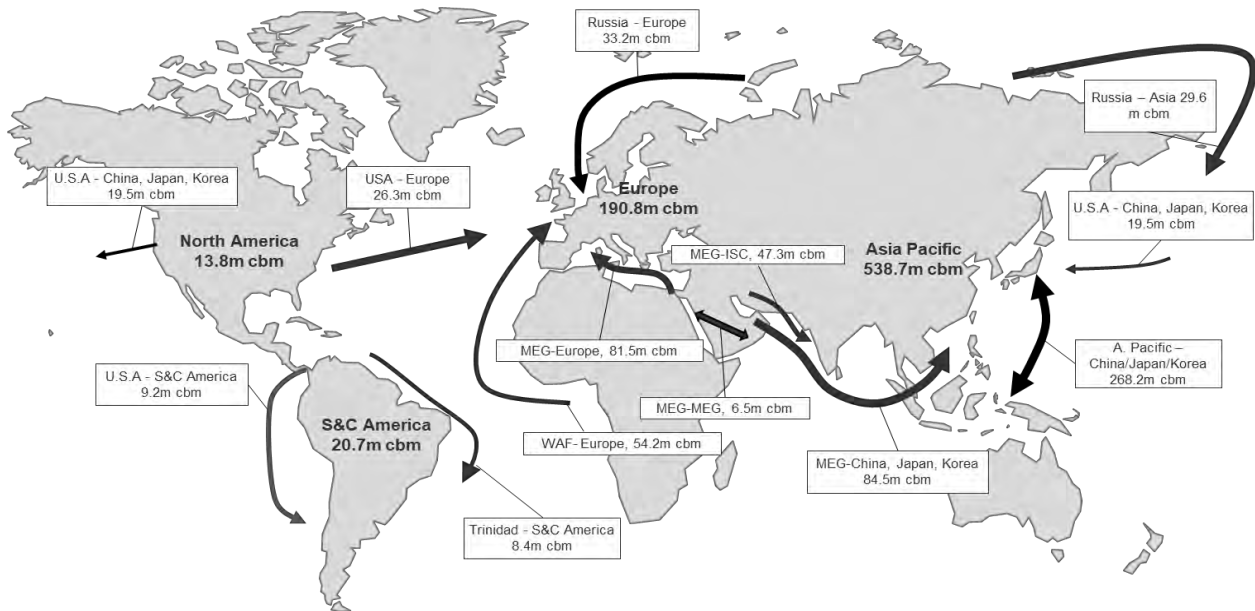 Russia - Europe
33.2m cbm
Russia – Asia 29.6
m cbm
U.S.A - China, Japan, Korea
19.5m cbm
USA - Europe
26.3m cbm
Europe
190.8m cbm
U.S.A - China, Japan, Korea
19.5m cbm
North America
13.8m cbm
MEG-ISC, 47.3m cbm
Asia Pacific
538.7m cbm
MEG-Europe, 81.5m cbm
A. Pacific –
China/Japan/Korea
268.2m cbm
U.S.A - S&C America
9.2m cbm
MEG-MEG, 6.5m cbm
S&C America
20.7m cbm
WAF- Europe, 54.2m cbm
MEG-China, Japan, Korea
84.5m cbm
Trinidad - S&C America
8.4m cbm